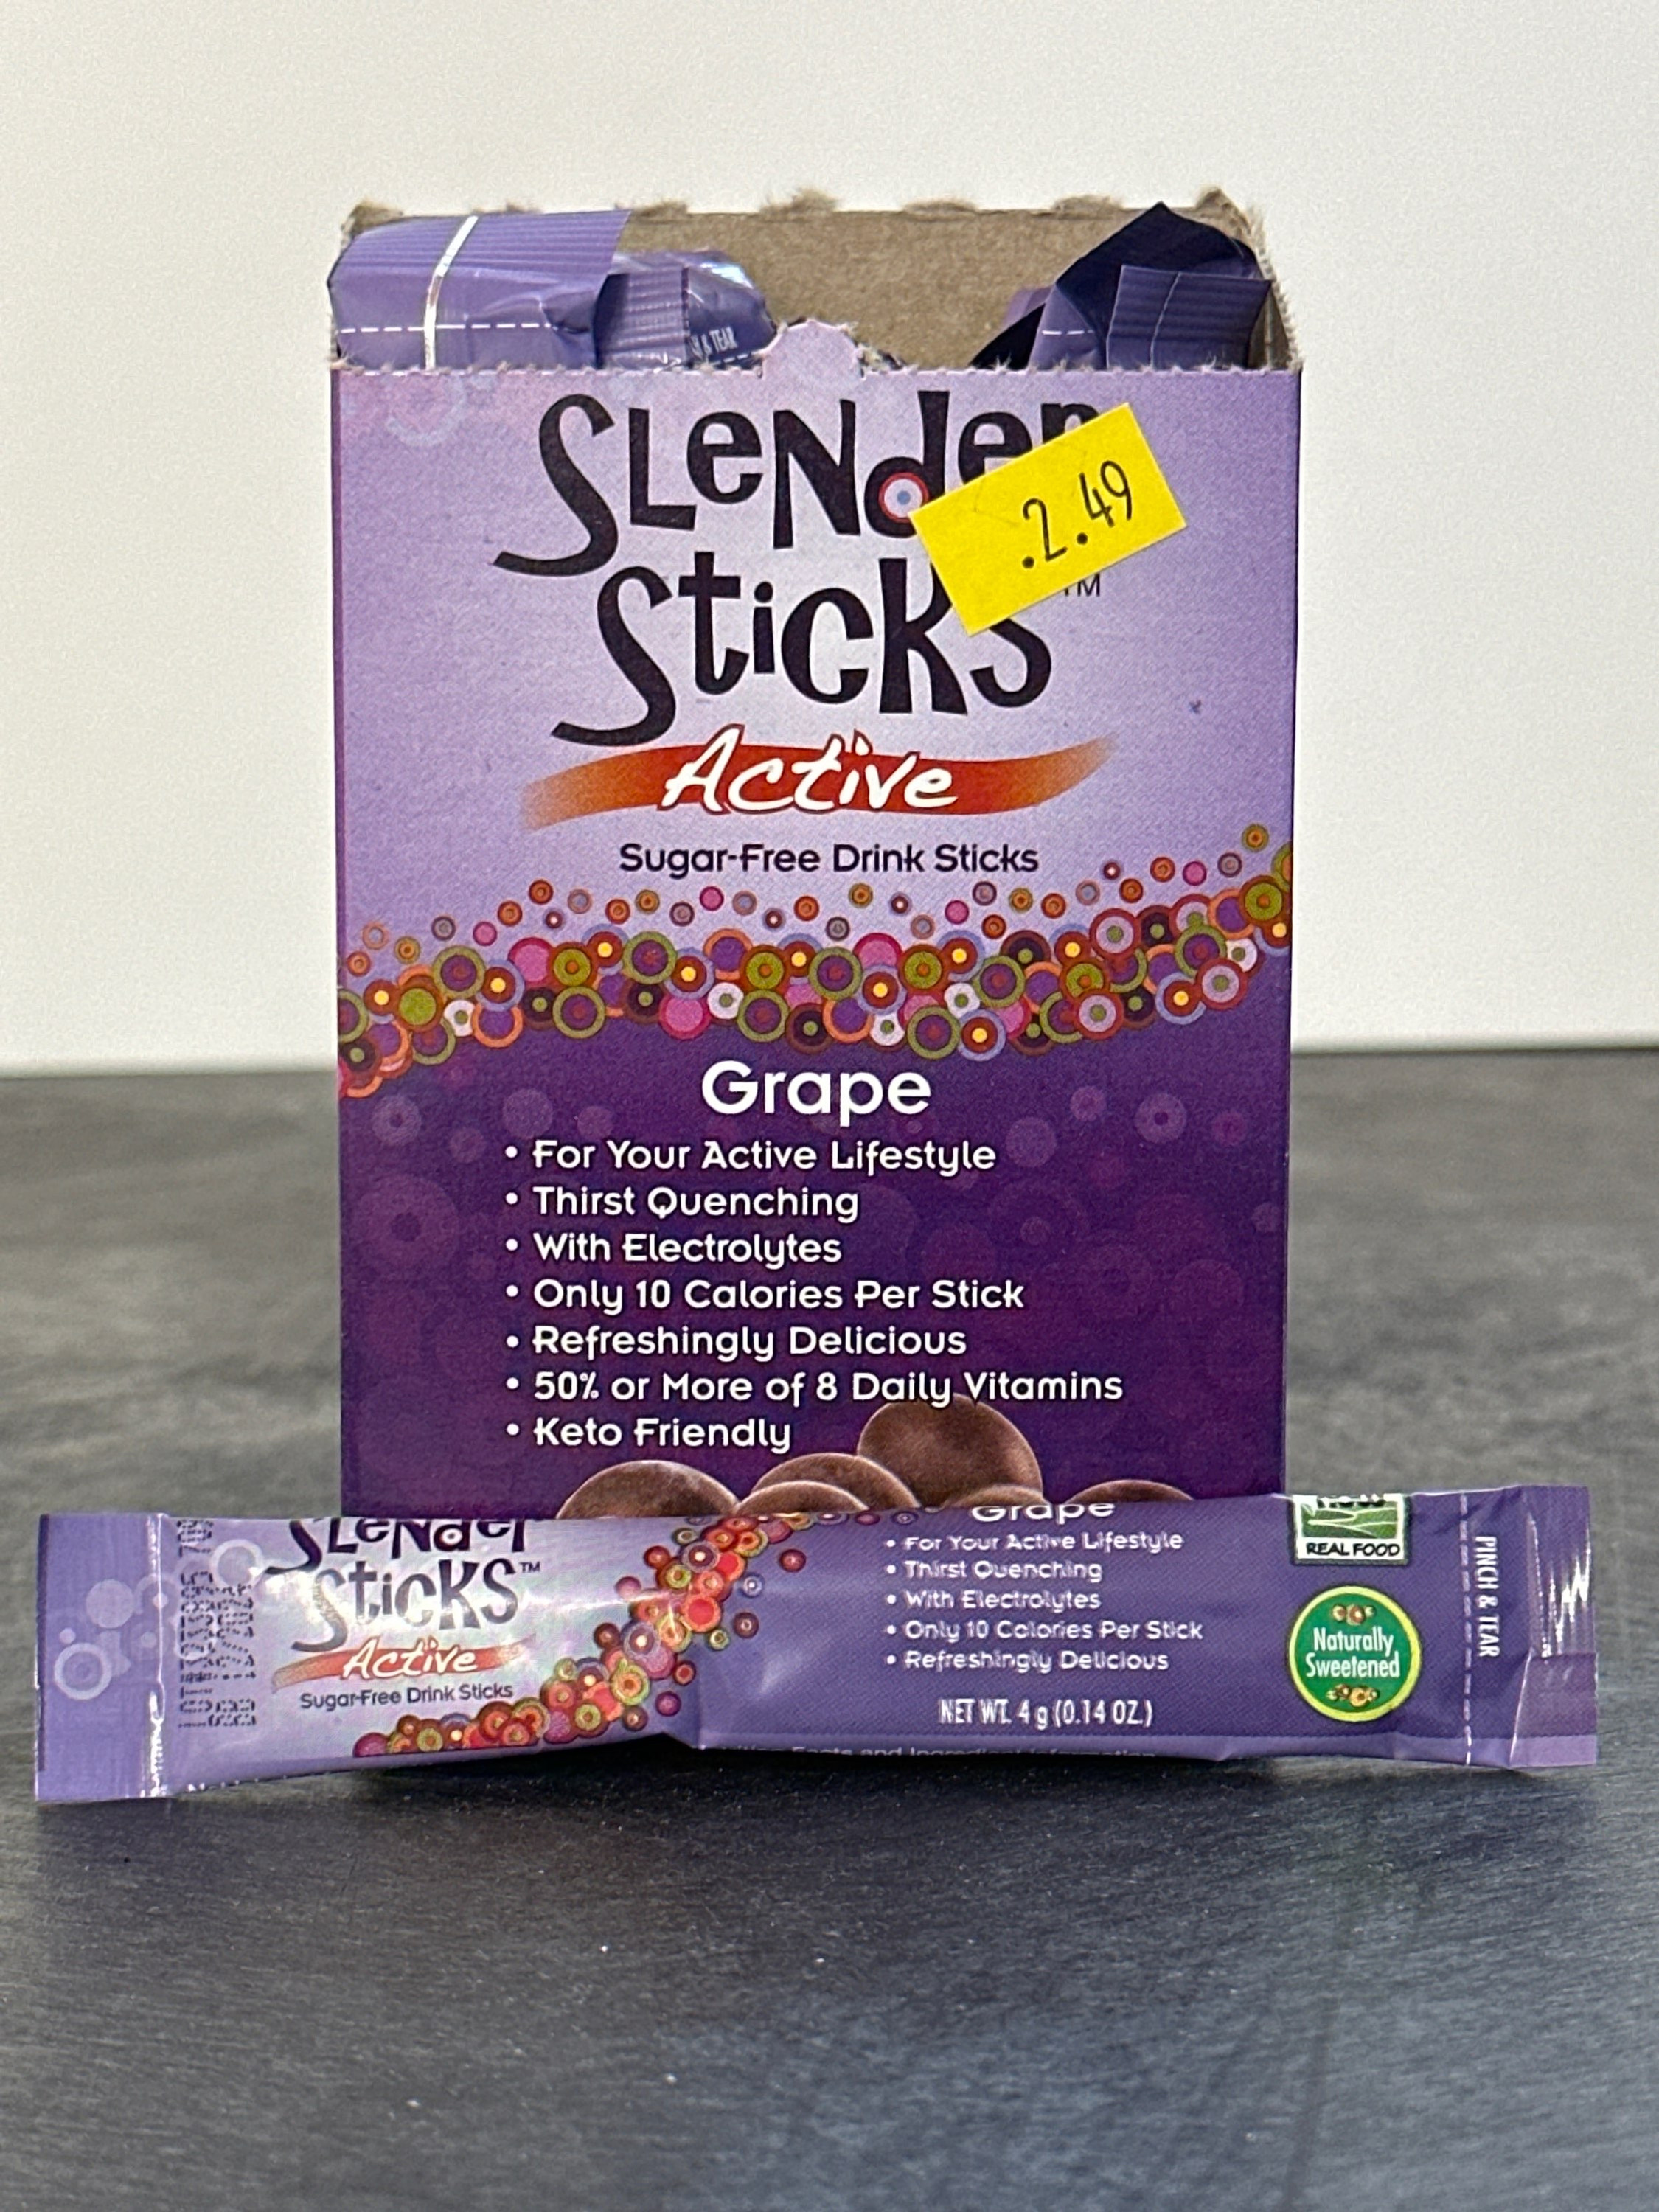 & TEAR
Slender
.2.49
Sticks
TM
Active
Sugar-Free Drink Sticks
Grape
• For Your Active Lifestyle
• Thirst Quenching
• With Electrolytes
• Only 10 Calories Per Stick
• Refreshingly Delicious
• 50% or More of 8 Daily Vitamins
• Keto Friendly
Slender
Sticks™
Active
Sugar-Free Drink Sticks
Grape
• For Your Active Lifestyle
• Thirst Quenching
• With Electrolytes
• Only 10 Calories Per Stick
• Refreshingly Delicious
NET WT. 4 g (0.14 OZ.)
now
REAL FOOD
Naturally
Sweetened
PINCH & TEAR